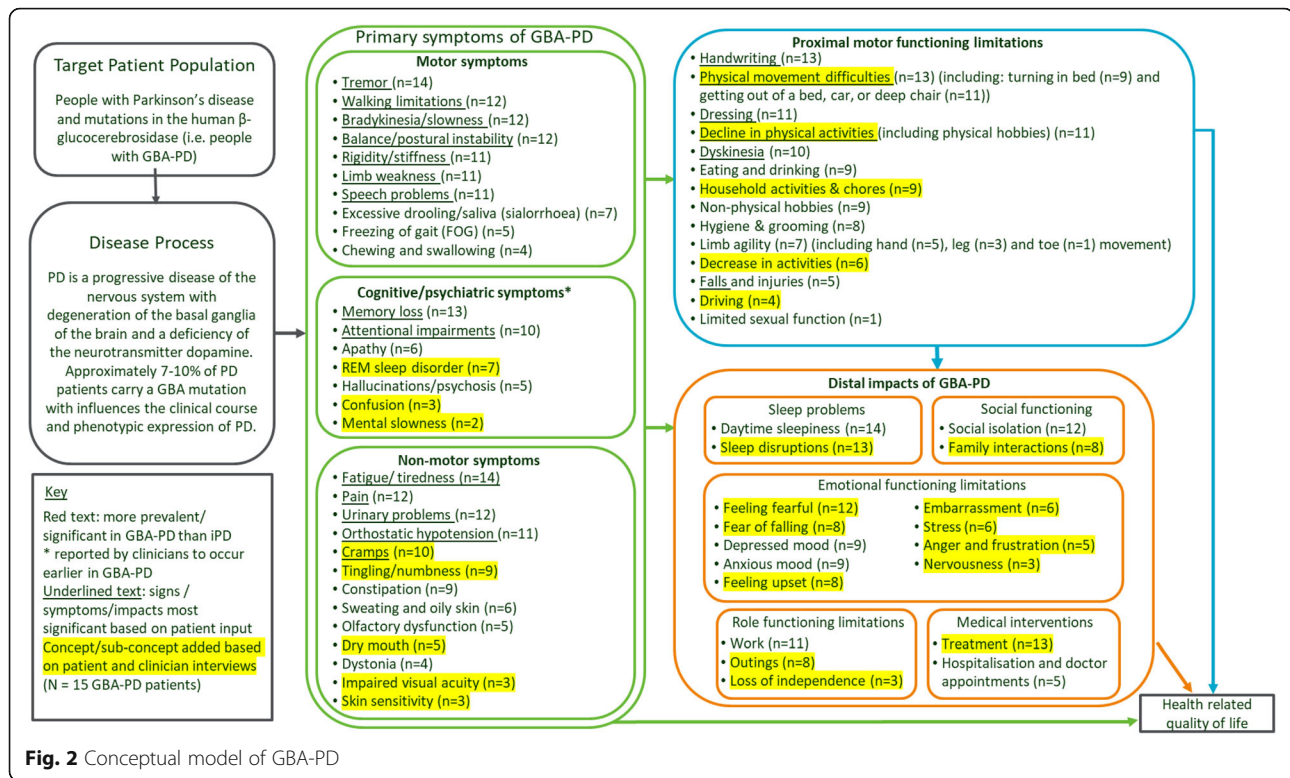 Target Patient Population
People with Parkinson's disease
and mutations in the human β-
glucocerebrosidase (i.e. people
with GBA-PD)
Disease Process
PD is a progressive disease of the
nervous system with
degeneration of the basal ganglia
of the brain and a deficiency of
the neurotransmitter dopamine.
Approximately 7-10% of PD
patients carry a GBA mutation
with influences the clinical course
and phenotypic expression of PD.
Key
Red text: more prevalent/
significant in GBA-PD than iPD
* reported by clinicians to occur
earlier in GBA-PD
Underlined text: signs /
symptoms/impacts most
significant based on patient input
Concept/sub-concept added based
on patient and clinician interviews
(N = 15 GBA-PD patients)
Primary symptoms of GBA-PD
Motor symptoms
• Tremor (n=14)
• Walking limitations (n=12)
• Bradykinesia/slowness (n=12)
• Balance/postural instability (n=12)
• Rigidity/stiffness (n=11)
• Limb weakness (n=11)
• Speech problems (n=11)
• Excessive drooling/saliva (sialorrhoea) (n=7)
• Freezing of gait (FOG) (n=5)
• Chewing and swallowing (n=4)
Cognitive/psychiatric symptoms*
• Memory loss (n=13)
• Attentional impairments (n=10)
• Apathy (n=6)
• REM sleep disorder (n=7)
• Hallucinations/psychosis (n=5)
• Confusion (n=3)
• Mental slowness (n=2)
Non-motor symptoms
• Fatigue/ tiredness (n=14)
• Pain (n=12)
• Urinary problems (n=12)
• Orthostatic hypotension (n=11)
• Cramps (n=10)
• Tingling/numbness (n=9)
• Constipation (n=9)
• Sweating and oily skin (n=6)
• Olfactory dysfunction (n=5)
• Dry mouth (n=5)
• Dystonia (n=4)
• Impaired visual acuity (n=3)
• Skin sensitivity (n=3)
Proximal motor functioning limitations
• Handwriting (n=13)
• Physical movement difficulties (n=13) (including: turning in bed (n=9) and
getting out of a bed, car, or deep chair (n=11))
• Dressing (n=11)
• Decline in physical activities (including physical hobbies) (n=11)
• Dyskinesia (n=10)
• Eating and drinking (n=9)
• Household activities & chores (n=9)
• Non-physical hobbies (n=9)
• Hygiene & grooming (n=8)
• Limb agility (n=7) (including hand (n=5), leg (n=3) and toe (n=1) movement)
• Decrease in activities (n=6)
• Falls and injuries (n=5)
• Driving (n=4)
• Limited sexual function (n=1)
Distal impacts of GBA-PD
Sleep problems
• Daytime sleepiness (n=14)
• Sleep disruptions (n=13)
Social functioning
• Social isolation (n=12)
• Family interactions (n=8)
Emotional functioning limitations
• Feeling fearful (n=12)
• Fear of falling (n=8)
• Depressed mood (n=9)
• Anxious mood (n=9)
• Feeling upset (n=8)
• Embarrassment (n=6)
• Stress (n=6)
• Anger and frustration (n=5)
• Nervousness (n=3)
Role functioning limitations
• Work (n=11)
• Outings (n=8)
• Loss of independence (n=3)
Medical interventions
• Treatment (n=13)
• Hospitalisation and doctor
appointments (n=5)
Health related
quality of life
Fig. 2 Conceptual model of GBA-PD